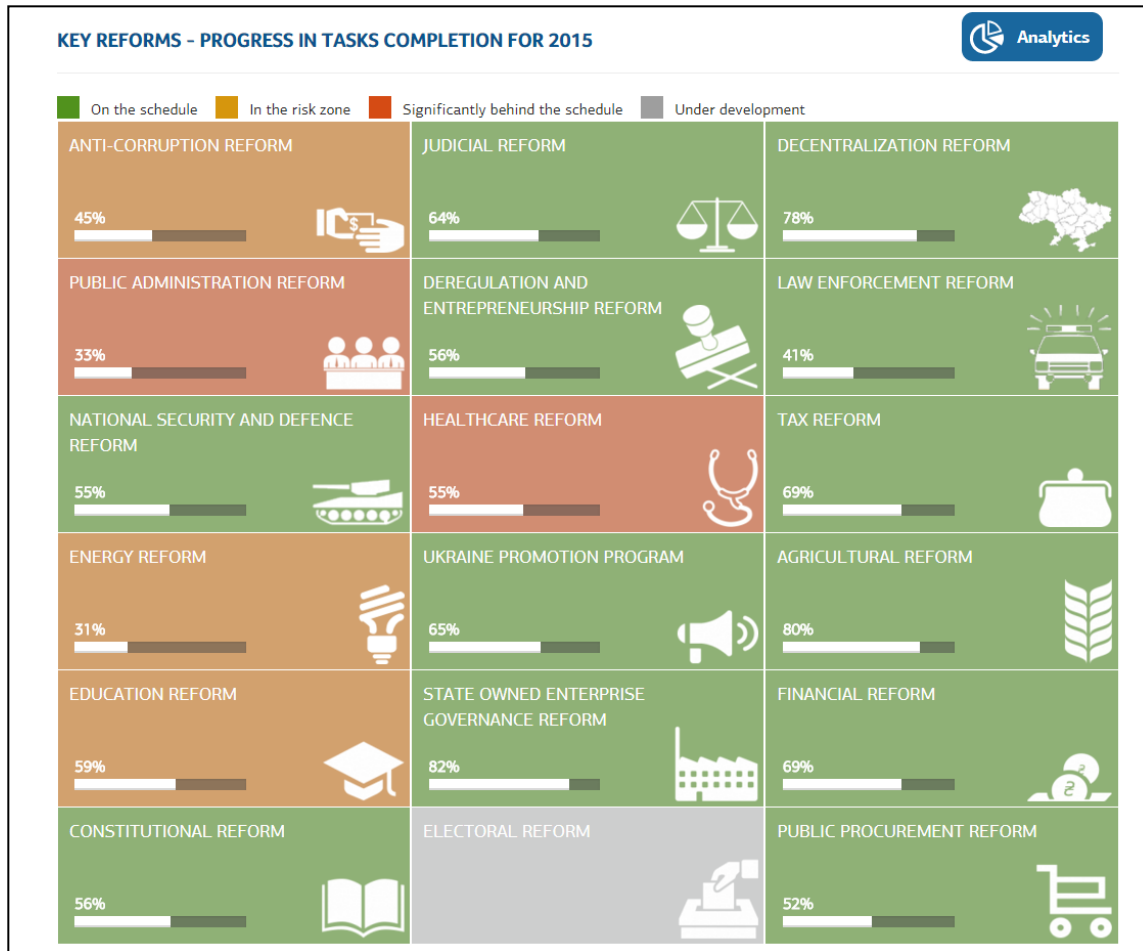 KEY REFORMS – PROGRESS IN TASKS COMPLETION FOR 2015
Analytics
On the schedule In the risk zone Significantly behind the schedule Under development
ANTI-CORRUPTION REFORM
45%
$
JUDICIAL REFORM
64%
DECENTRALIZATION REFORM
78%
PUBLIC ADMINISTRATION REFORM
33%
DEREGULATION AND
ENTREPRENEURSHIP REFORM
56%
LAW ENFORCEMENT REFORM
41%
NATIONAL SECURITY AND DEFENCE
REFORM
55%
HEALTHCARE REFORM
55%
TAX REFORM
69%
ENERGY REFORM
31%
UKRAINE PROMOTION PROGRAM
65%
AGRICULTURAL REFORM
80%
EDUCATION REFORM
59%
STATE OWNED ENTERPRISE
GOVERNANCE REFORM
82%
FINANCIAL REFORM
69%
₴
₴
CONSTITUTIONAL REFORM
56%
ELECTORAL REFORM
PUBLIC PROCUREMENT REFORM
52%